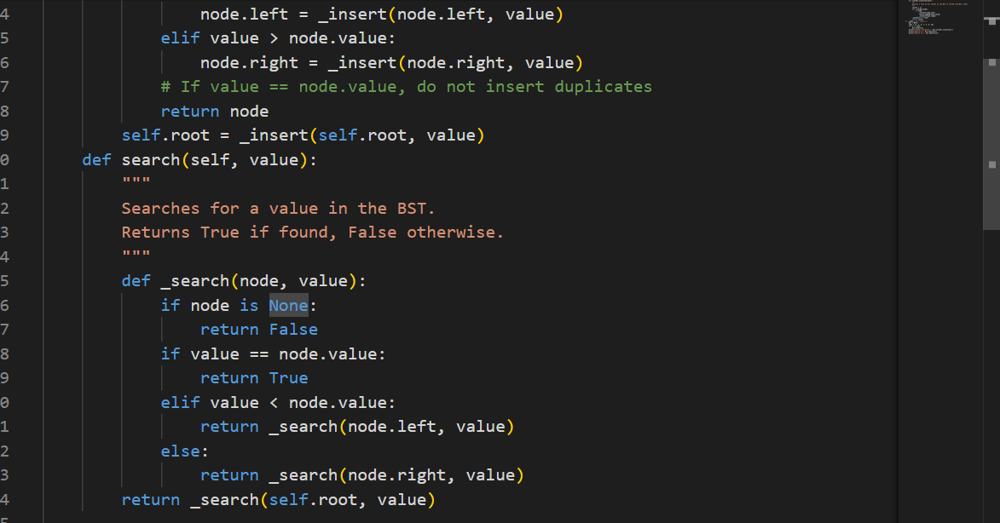 4                    node.left = _insert(node.left, value)
5                elif value > node.value:
6                    node.right = _insert(node.right, value)
7                # If value == node.value, do not insert duplicates
8                return node
9            self.root = _insert(self.root, value)
0        def search(self, value):
1            """
2            Searches for a value in the BST.
3            Returns True if found, False otherwise.
4            """
5            def _search(node, value):
6                if node is None:
7                    return False
8                if value == node.value:
9                    return True
0                elif value < node.value:
1                    return _search(node.left, value)
2                else:
3                    return _search(node.right, value)
4            return _search(self.root, value)